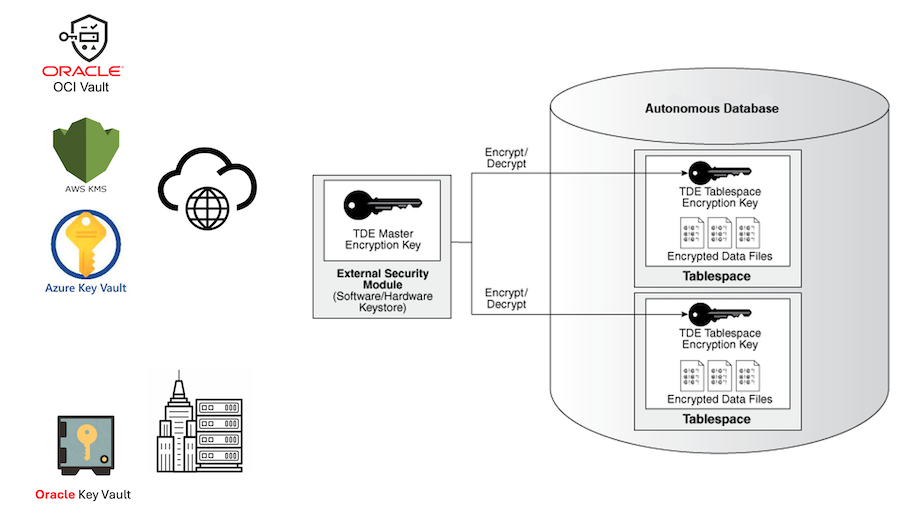 ORACLE
OCI Vault
AWS KMS
Azure Key Vault
Oracle Key Vault
TDE Master
Encryption Key
External Security
Module
(Software/Hardware
Keystore)
Encrypt/
Decrypt
Encrypt/
Decrypt
Autonomous Database
TDE Tablespace
Encryption Key
Encrypted Data Files
Tablespace
TDE Tablespace
Encryption Key
Encrypted Data Files
Tablespace